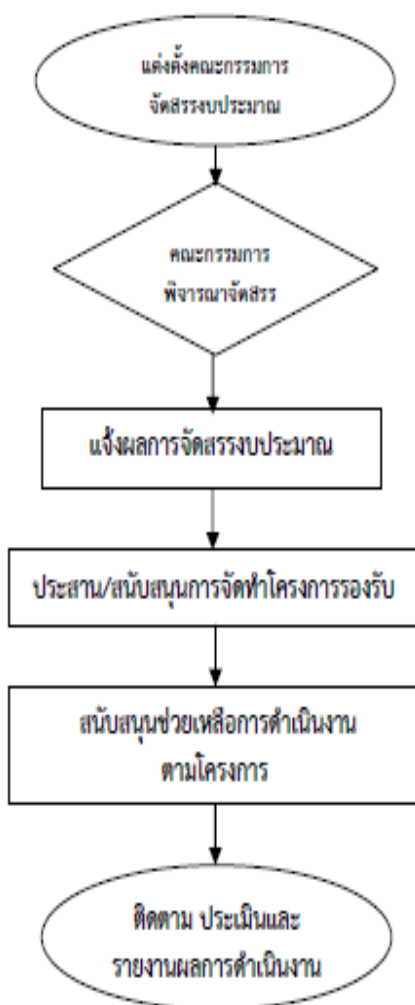 แต่งตั้งคณะกรรมการ
จัดสรรงบประมาณ
คณะกรรมการ
พิจารณาจัดสรร
แจ้งผลการจัดสรรงบประมาณ
ประสาน/สนับสนุนการจัดทำโครงการรองรับ
สนับสนุนช่วยเหลือการดำเนินงาน
ตามโครงการ
ติดตาม ประเมินและ
รายงานผลการดำเนินงาน